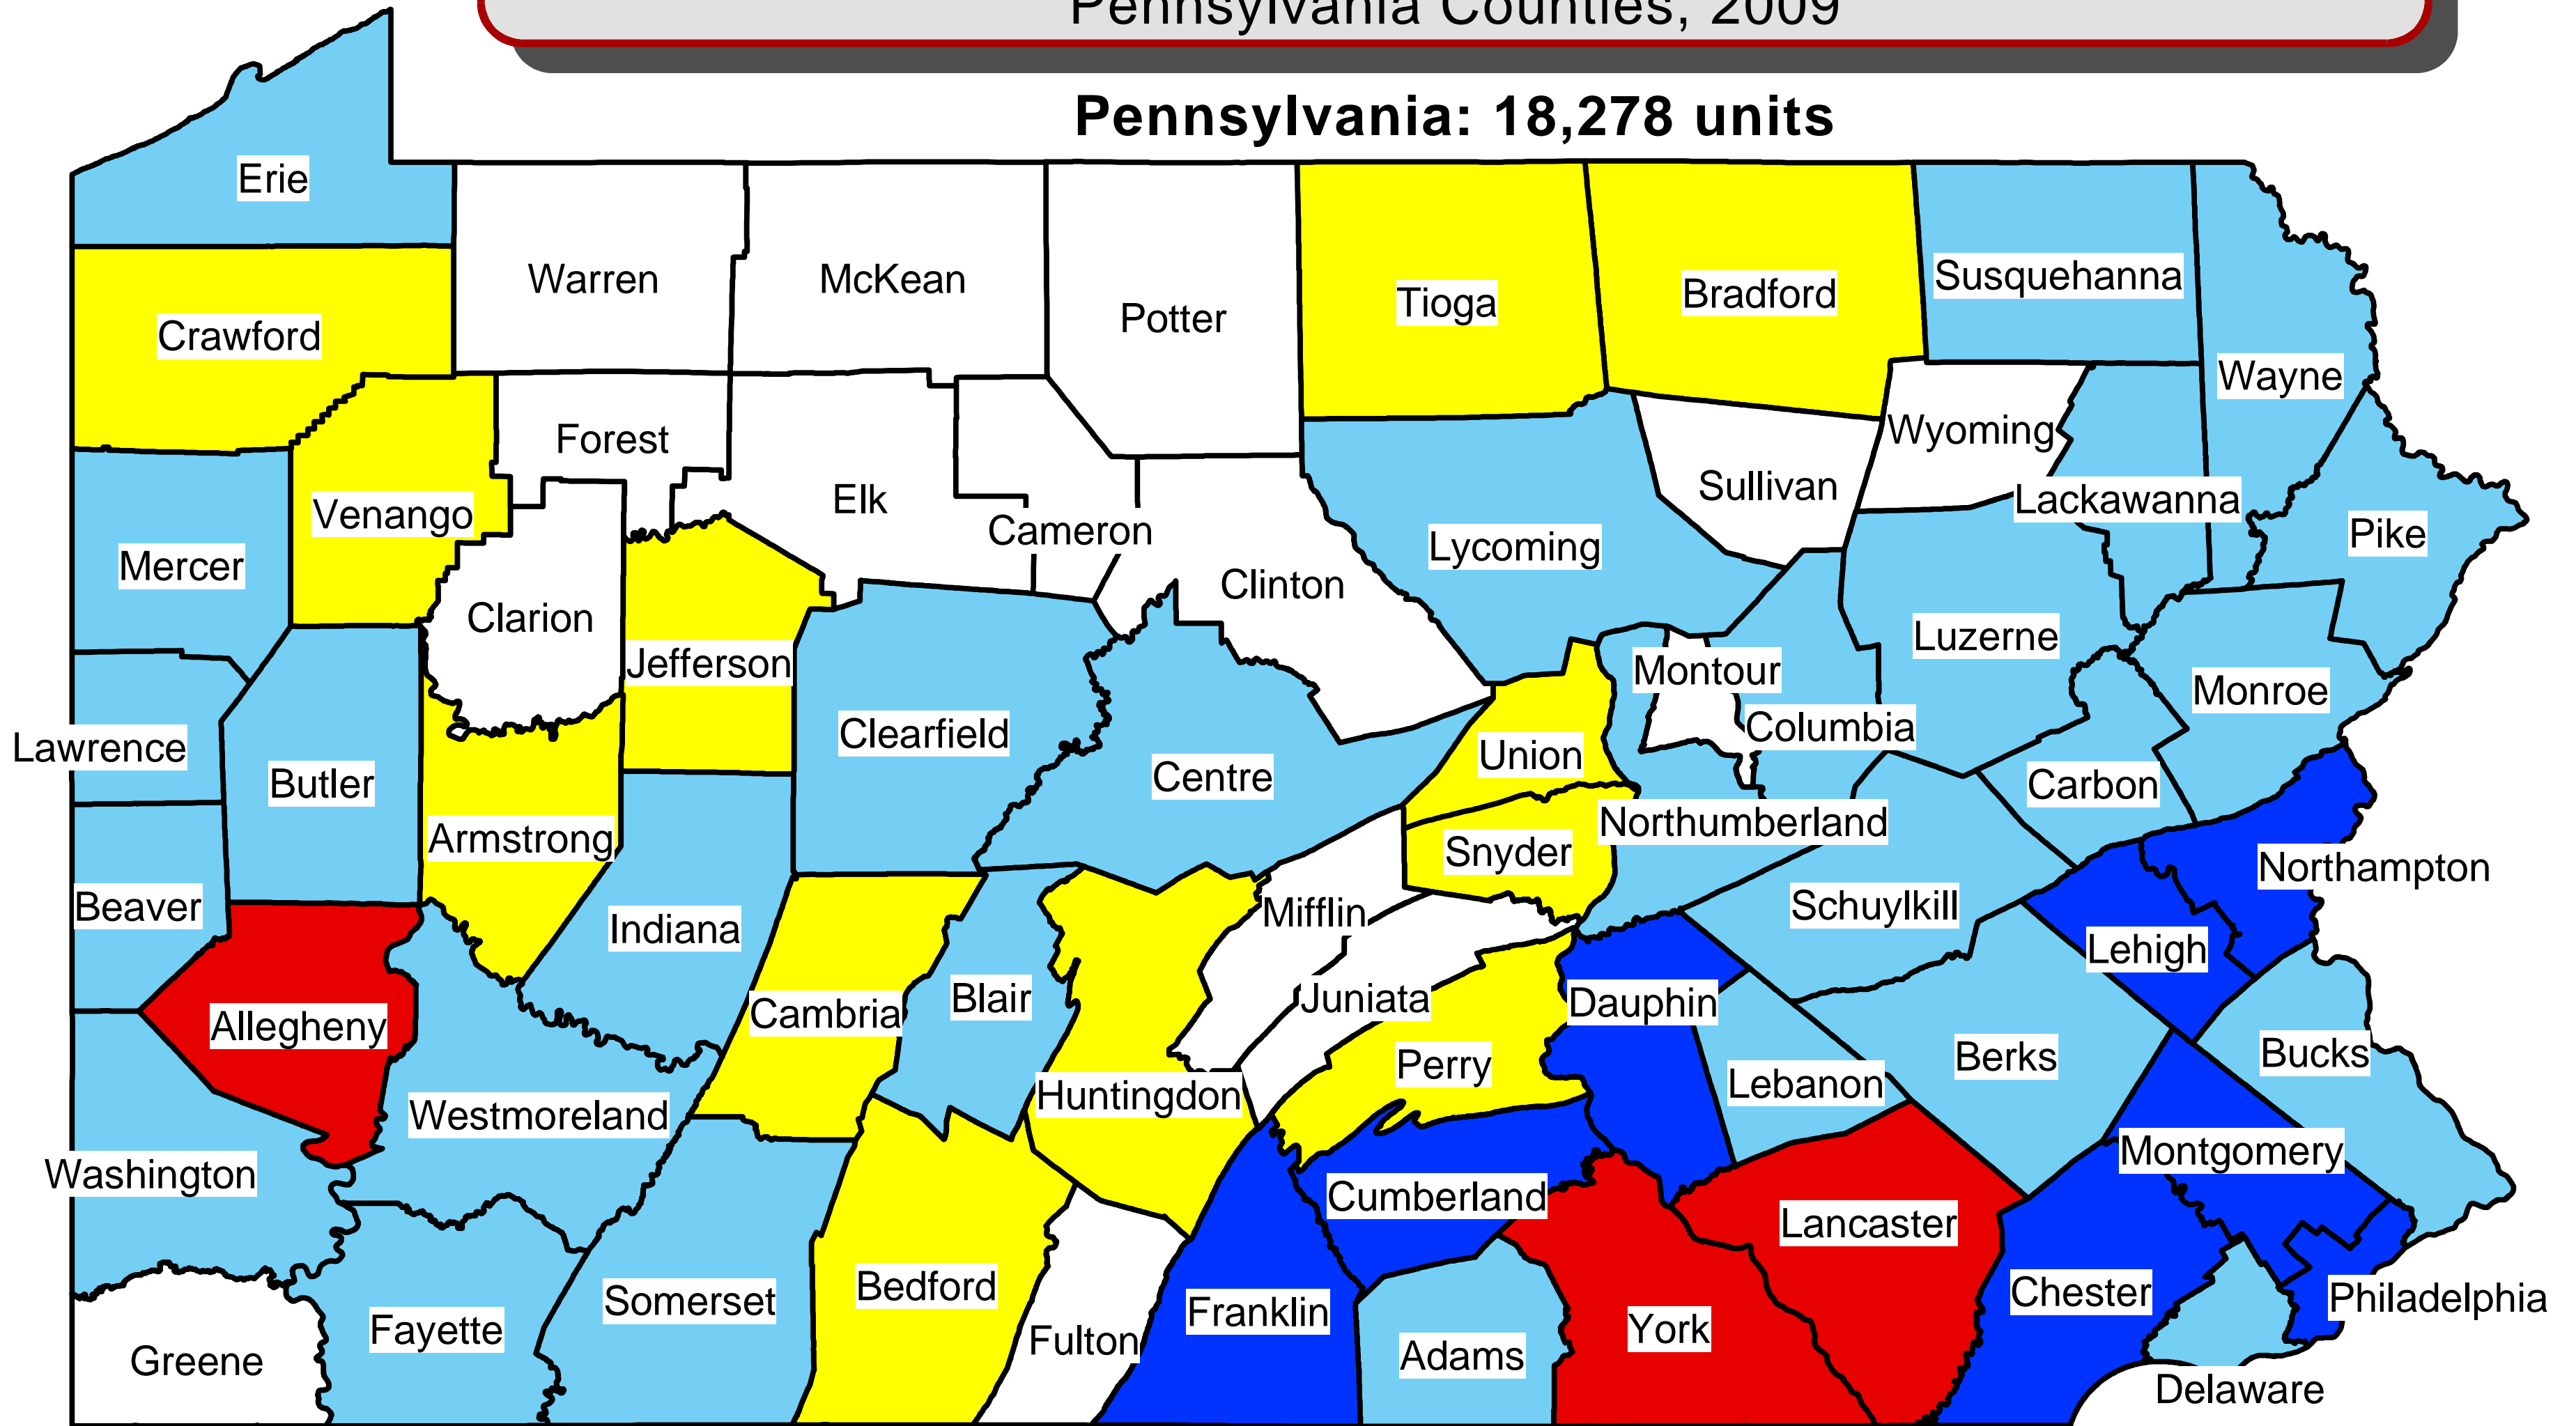 Pennsylvania Counties, 2009
Pennsylvania: 18,278 units
Erie
Warren
McKean
Potter
Tioga
Bradford
Susquehanna
Wayne
Crawford
Forest
Elk
Cameron
Clinton
Lycoming
Sullivan
Wyoming
Lackawanna
Pike
Venango
Mercer
Clarion
Jefferson
Clearfield
Centre
Union
Montour
Columbia
Luzerne
Monroe
Lawrence
Butler
Armstrong
Snyder
Northumberland
Carbon
Northampton
Beaver
Indiana
Mifflin
Schuylkill
Lehigh
Allegheny
Cambria
Blair
Juniata
Dauphin
Berks
Bucks
Westmoreland
Huntingdon
Perry
Lebanon
Montgomery
Washington
Cumberland
Lancaster
Somerset
Bedford
Franklin
Chester
Philadelphia
Greene
Fayette
Fulton
Adams
York
Delaware